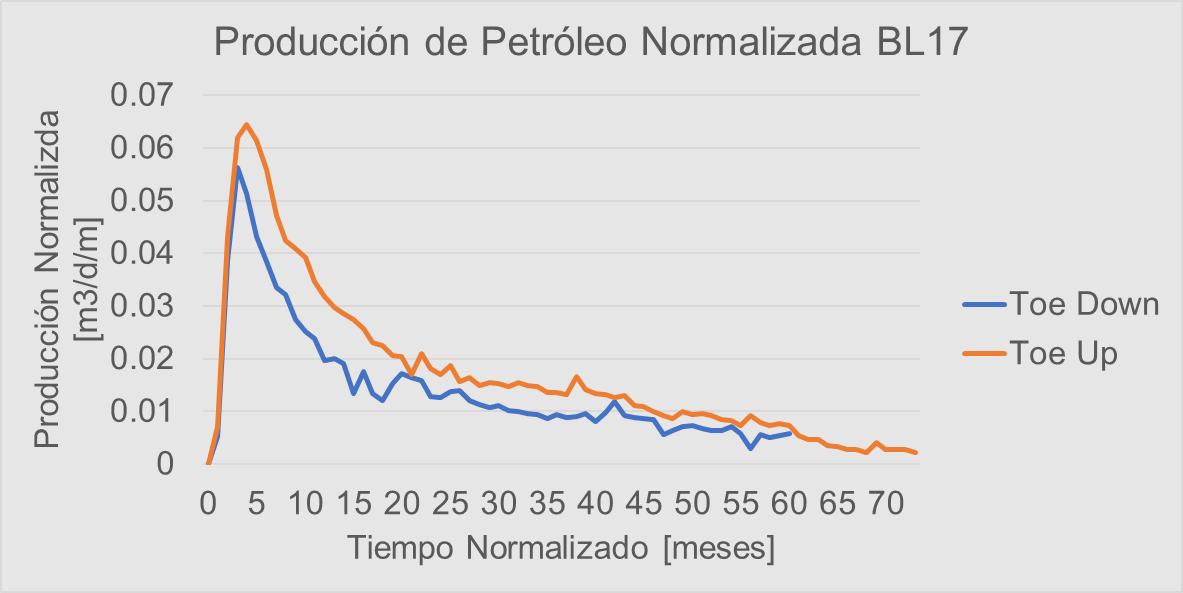 Producción de Petróleo Normalizada BL17
Producción Normalizda
[m3/d/m]
0.07
0.06
0.05
0.04
0.03
0.02
0.01
0
0 5 10 15 20 25 30 35 40 45 50 55 60 65 70
Tiempo Normalizado [meses]
Toe Down
Toe Up